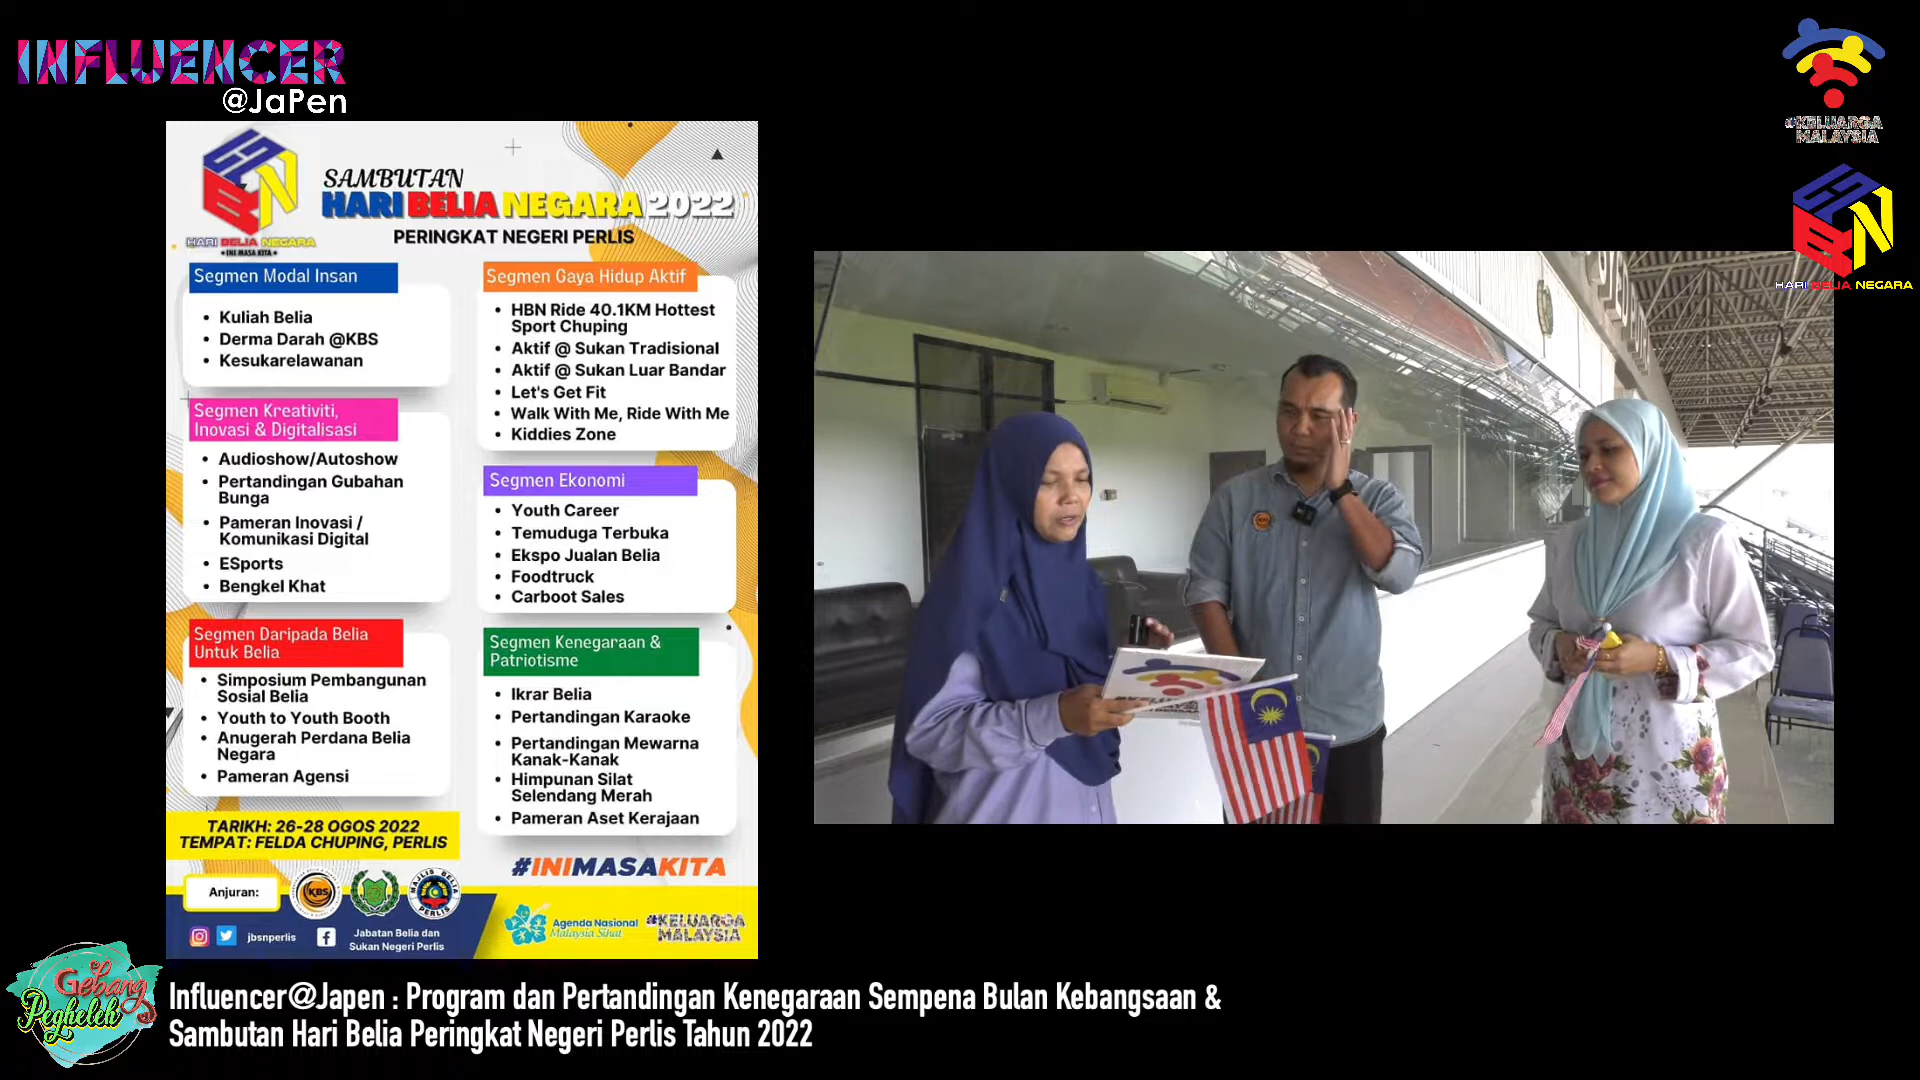 INFLUENCER
@JaPen
#KELUARGA
MALAYSIA
HARI BELIA NEGARA
HARI BELIA NEGARA
• INI MASA KITA •
SAMBUTAN
HARI BELIA NEGARA 2022
PERINGKAT NEGERI PERLIS
Segmen Modal Insan
• Kuliah Belia
• Derma Darah @KBS
• Kesukarelawanan
Segmen Kreativiti,
Inovasi & Digitalisasi
• Audioshow/Autoshow
• Pertandingan Gubahan
Bunga
• Pameran Inovasi /
Komunikasi Digital
• ESports
• Bengkel Khat
Segmen Daripada Belia
Untuk Belia
• Simposium Pembangunan
Sosial Belia
• Youth to Youth Booth
• Anugerah Perdana Belia
Negara
• Pameran Agensi
Segmen Gaya Hidup Aktif
• HBN Ride 40.1KM Hottest
Sport Chuping
• Aktif @ Sukan Tradisional
• Aktif @ Sukan Luar Bandar
• Let's Get Fit
• Walk With Me, Ride With Me
• Kiddies Zone
Segmen Ekonomi
• Youth Career
• Temuduga Terbuka
• Ekspo Jualan Belia
• Foodtruck
• Carboot Sales
Segmen Kenegaraan &
Patriotisme
• Ikrar Belia
• Pertandingan Karaoke
• Pertandingan Mewarna
Kanak-Kanak
• Himpunan Silat
Selendang Merah
• Pameran Aset Kerajaan
TARIKH: 26-28 OGOS 2022
TEMPAT: FELDA CHUPING, PERLIS
#INIMASAKITA
Anjuran:
KBS
MAJLIS BELIA
PERLIS
jbsnperlis
Jabatan Belia dan
Sukan Negeri Perlis
Agenda Nasional
Malaysia Sihat
#KELUARGA
MALAYSIA
Gebang
Pegheleh
Influencer@Japen : Program dan Pertandingan Kenegaraan Sempena Bulan Kebangsaan &
Sambutan Hari Belia Peringkat Negeri Perlis Tahun 2022